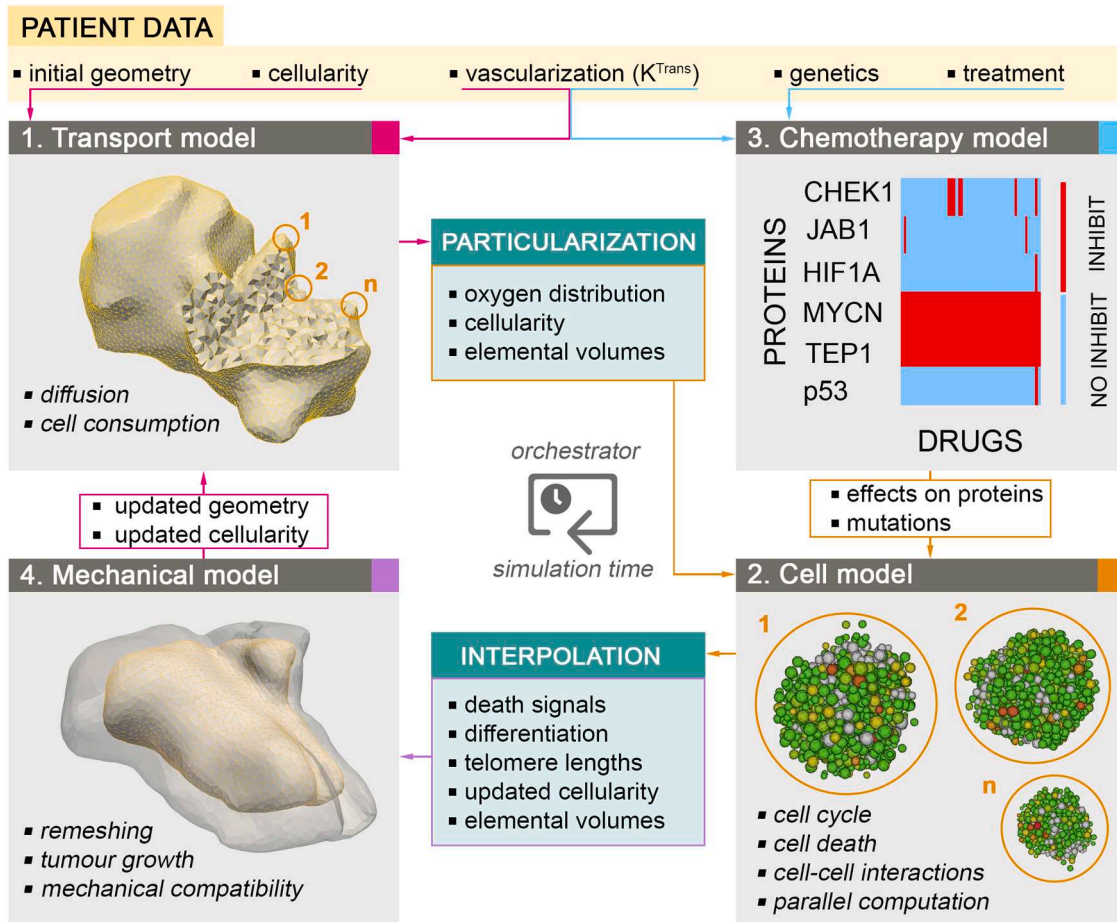 PATIENT DATA
▪ initial geometry ▪ cellularity ▪ vascularization (K^Trans) ▪ genetics ▪ treatment
1. Transport model
1
2
n
▪ diffusion
▪ cell consumption
PARTICULARIZATION
▪ oxygen distribution
▪ cellularity
▪ elemental volumes
3. Chemotherapy model
PROTEINS
CHEK1
JAB1
HIF1A
MYCN
TEP1
p53
INHIBIT
NO INHIBIT
DRUGS
orchestrator
simulation time
▪ updated geometry
▪ updated cellularity
▪ effects on proteins
▪ mutations
4. Mechanical model
▪ remeshing
▪ tumour growth
▪ mechanical compatibility
INTERPOLATION
▪ death signals
▪ differentiation
▪ telomere lengths
▪ updated cellularity
▪ elemental volumes
2. Cell model
1
2
n
▪ cell cycle
▪ cell death
▪ cell-cell interactions
▪ parallel computation